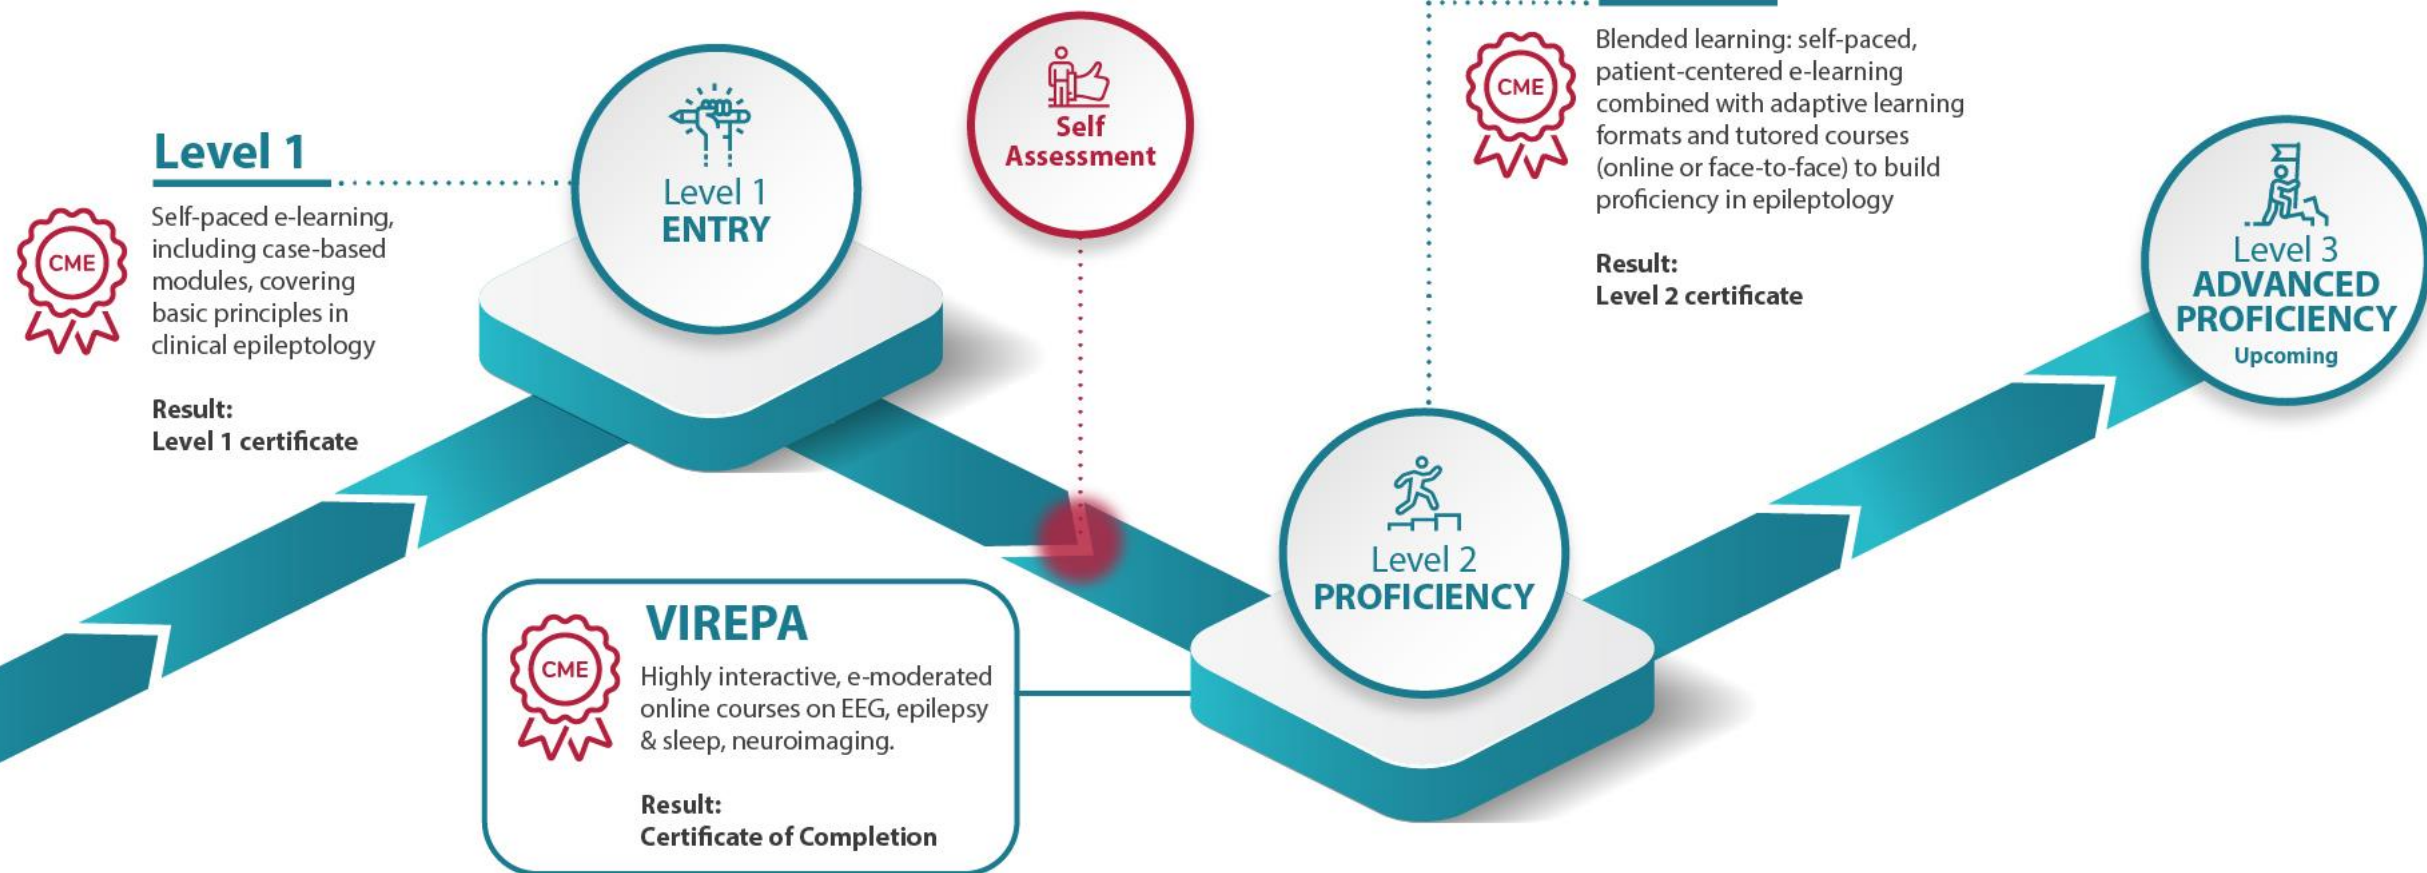 Level 1
CME
Self-paced e-learning,
including case-based
modules, covering
basic principles in
clinical epileptology
Result:
Level 1 certificate
Level 1
ENTRY
Self
Assessment
CME
Blended learning: self-paced,
patient-centered e-learning
combined with adaptive learning
formats and tutored courses
(online or face-to-face) to build
proficiency in epileptology
Result:
Level 2 certificate
Level 3
ADVANCED
PROFICIENCY
Upcoming
Level 2
PROFICIENCY
VIREPA
CME
Highly interactive, e-moderated
online courses on EEG, epilepsy
& sleep, neuroimaging.
Result:
Certificate of Completion